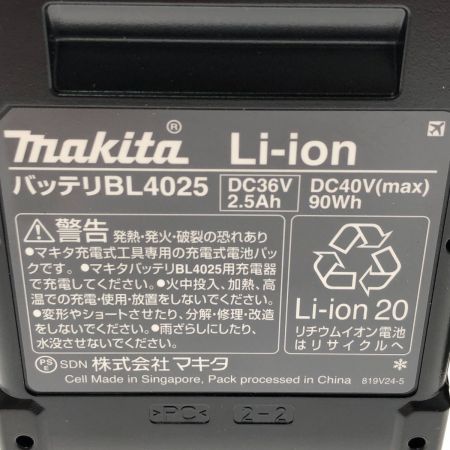 makita® Li-ion
バッテリBL4025 DC36V 2.5Ah DC40V(max) 90Wh
⚠警告 発熱・発火・破裂の恐れあり
●マキタ充電式工具専用の充電式電池パッ
クです。●マキタバッテリBL4025用充電器
で充電してください。●火中投入、加熱、高
温での充電・使用・放置をしないでください。
●変形やショートさせたり、分解・修理・改造
をしないでください。●雨ざらしにしたり、
水没させないでください。
Li-ion 20
リチウムイオン電池
はリサイクルへ
PSE SDN 株式会社マキタ
Cell Made in Singapore, Pack processed in China 819V24-5
>PC< 2-2